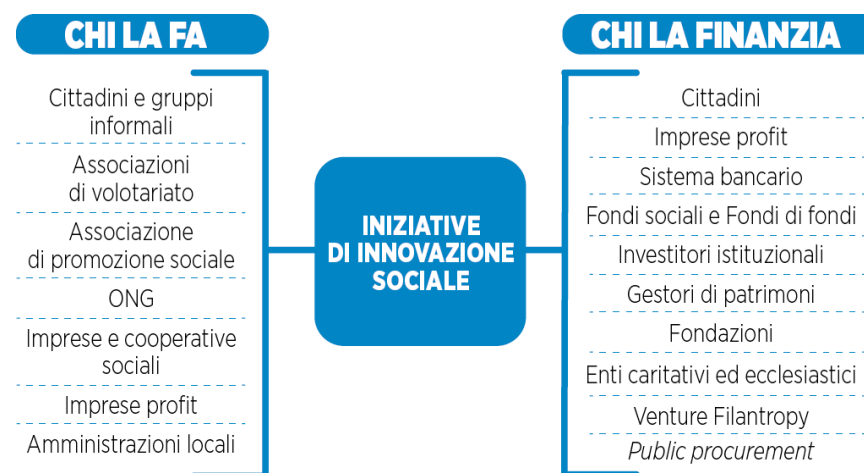 CHI LA FA
Cittadini e gruppi
informali
Associazioni
di volotariato
Associazione
di promozione sociale
ONG
Imprese e cooperative
sociali
Imprese profit
Amministrazioni locali
INIZIATIVE
DI INNOVAZIONE
SOCIALE
CHI LA FINANZIA
Cittadini
Imprese profit
Sistema bancario
Fondi sociali e Fondi di fondi
Investitori istituzionali
Gestori di patrimoni
Fondazioni
Enti caritativi ed ecclesiastici
Venture Filantropy
Public procurement